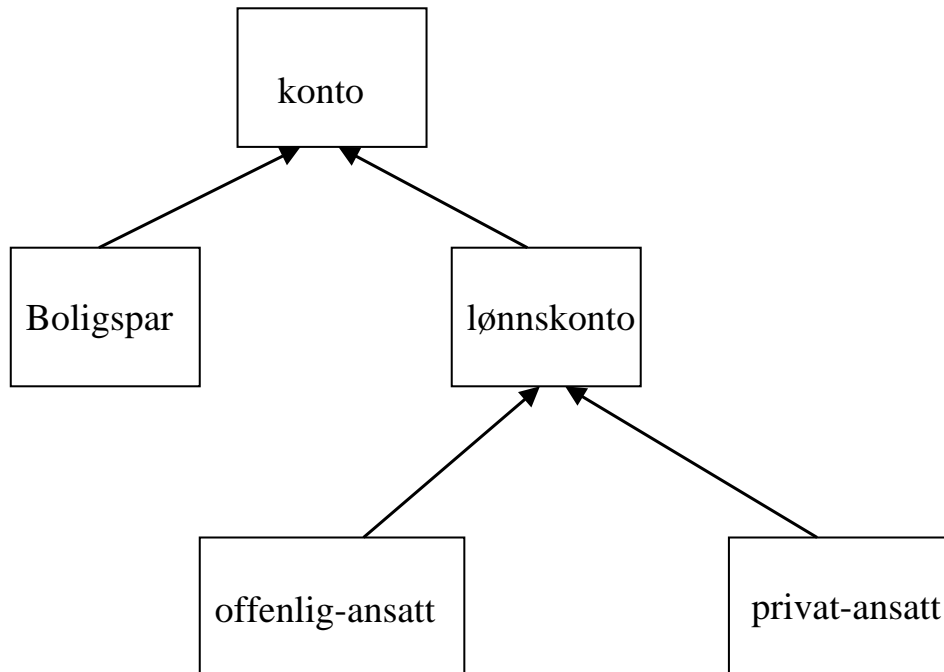 konto
Boligspar
lønnskonto
offenlig-ansatt
privat-ansatt